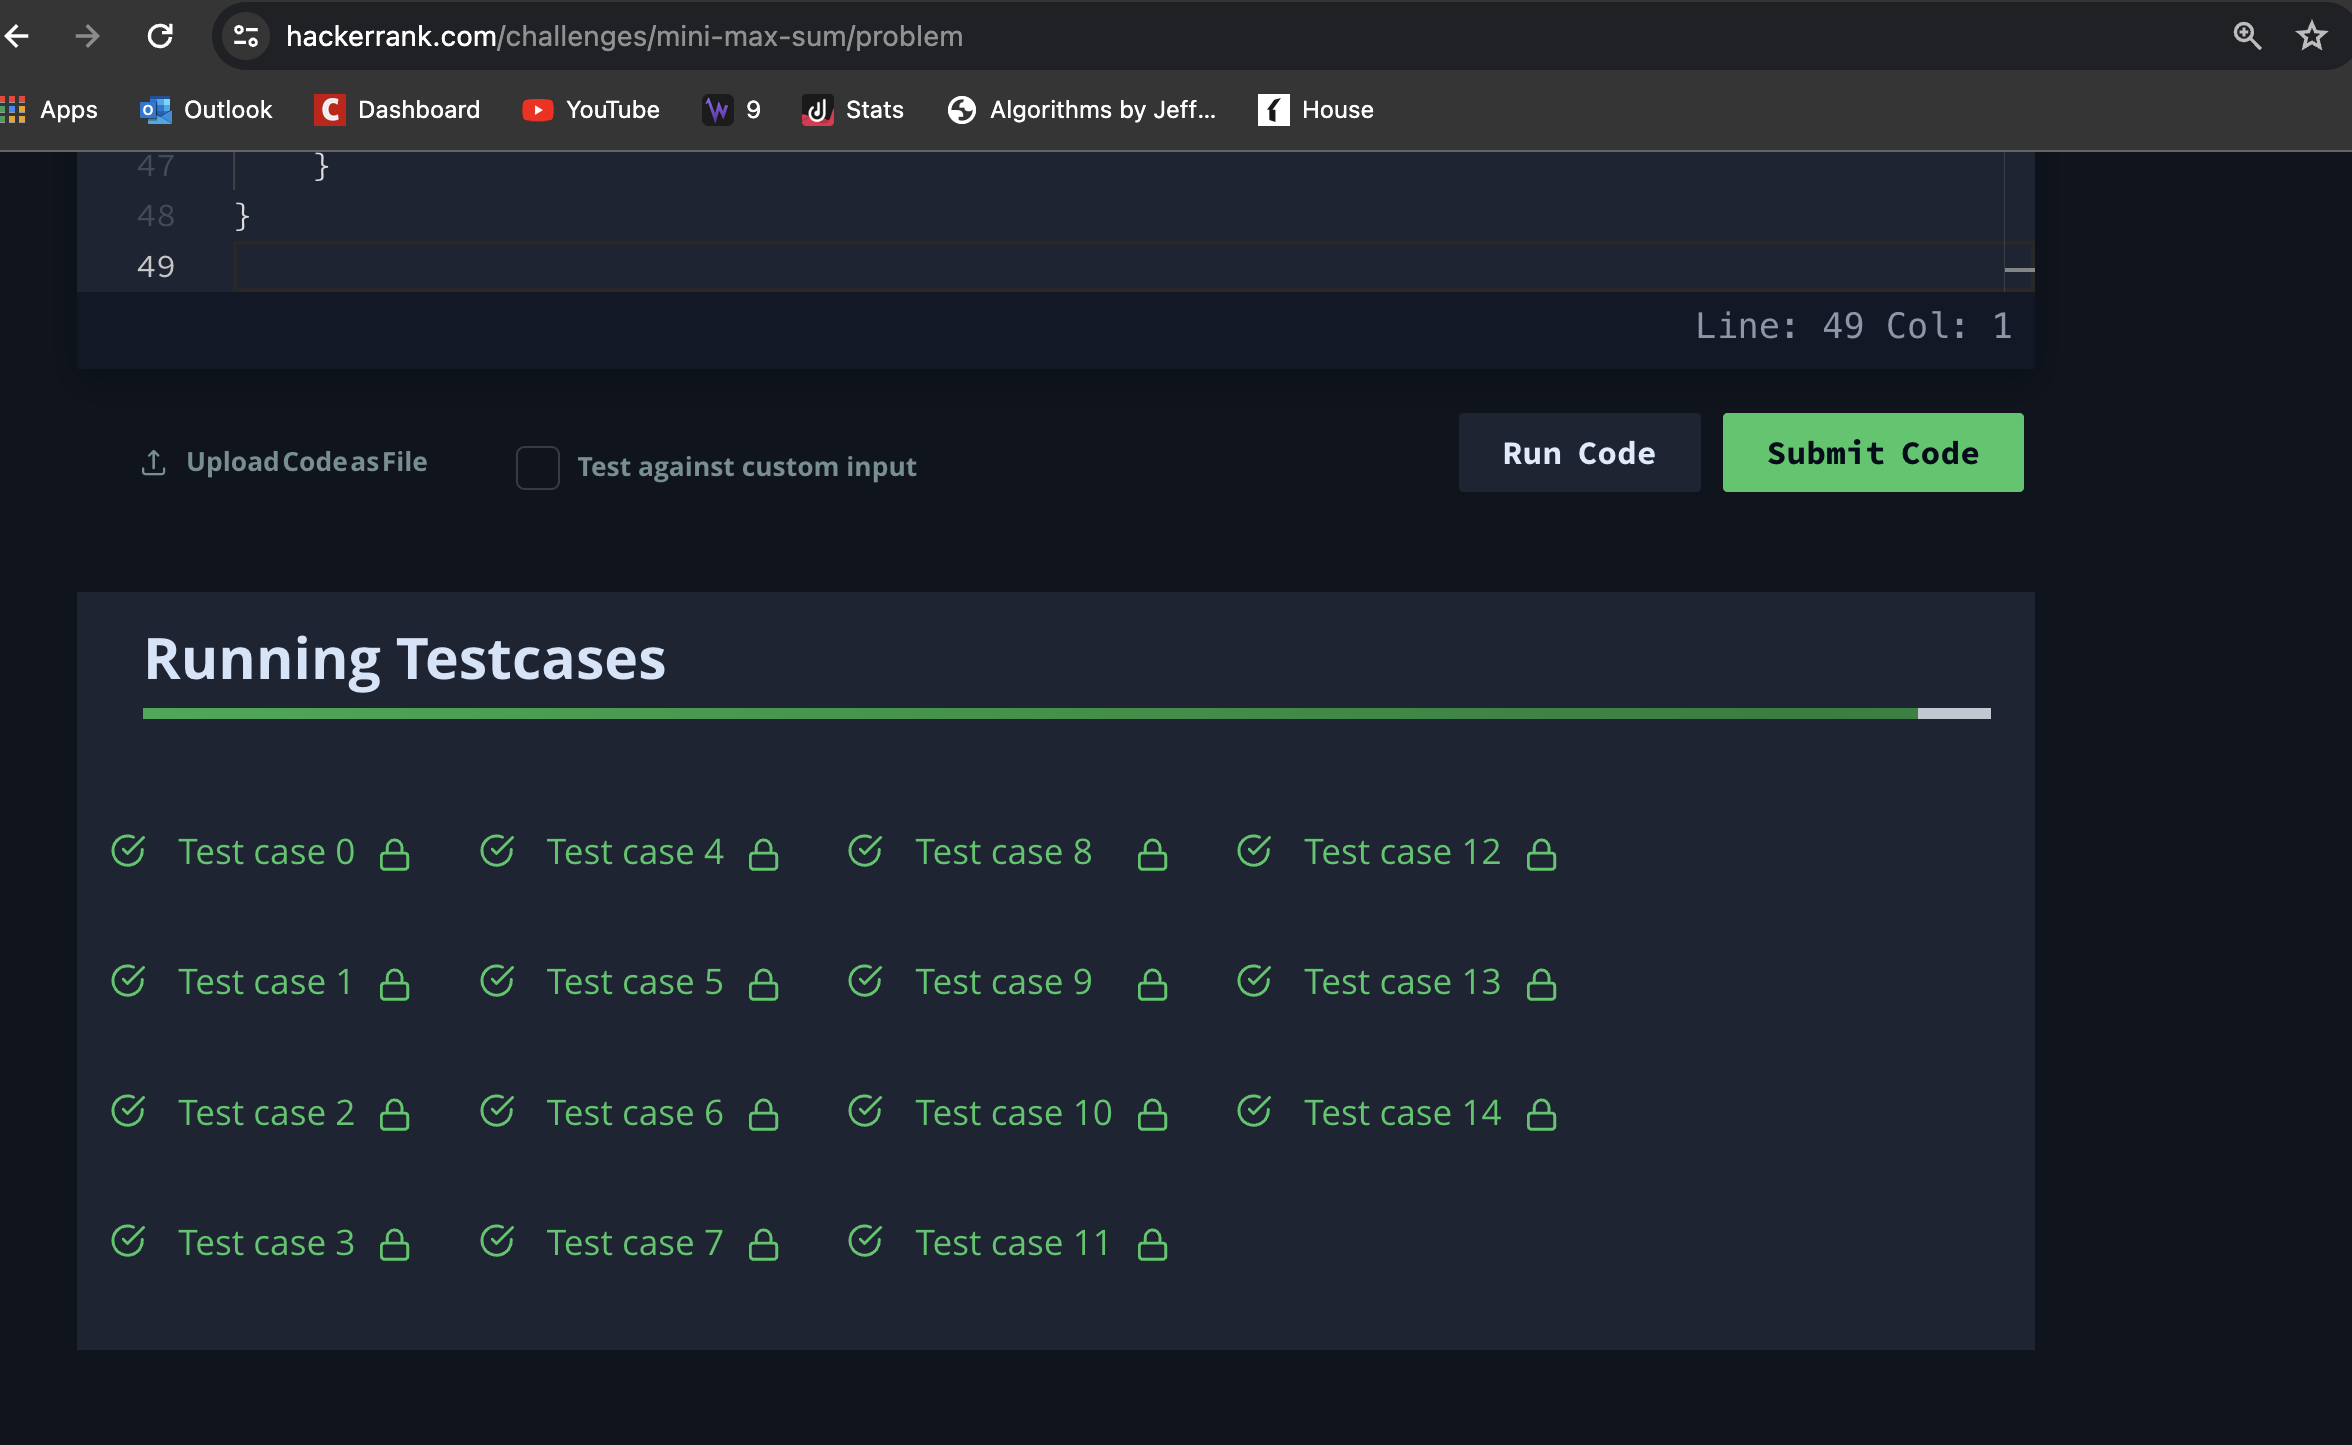 hackerrank.com/challenges/mini-max-sum/problem
Apps Outlook Dashboard YouTube 9 Stats Algorithms by Jeff... House
47 }
48 }
49
Line: 49 Col: 1
Upload Code as File Test against custom input Run Code Submit Code
Running Testcases
Test case 0 Test case 4 Test case 8 Test case 12
Test case 1 Test case 5 Test case 9 Test case 13
Test case 2 Test case 6 Test case 10 Test case 14
Test case 3 Test case 7 Test case 11